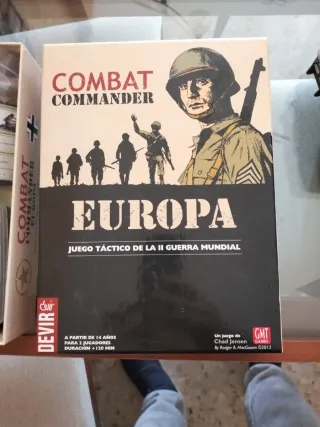 COMBAT
COMMANDER
EUROPA
JUEGO TÁCTICO DE LA II GUERRA MUNDIAL
DEVIR
A PARTIR DE 14 AÑOS
PARA 2 JUGADORES
DURACIÓN +120 MIN
Un juego de
Chad Jensen
GMT
GAMES
COMBAT
COMMANDER